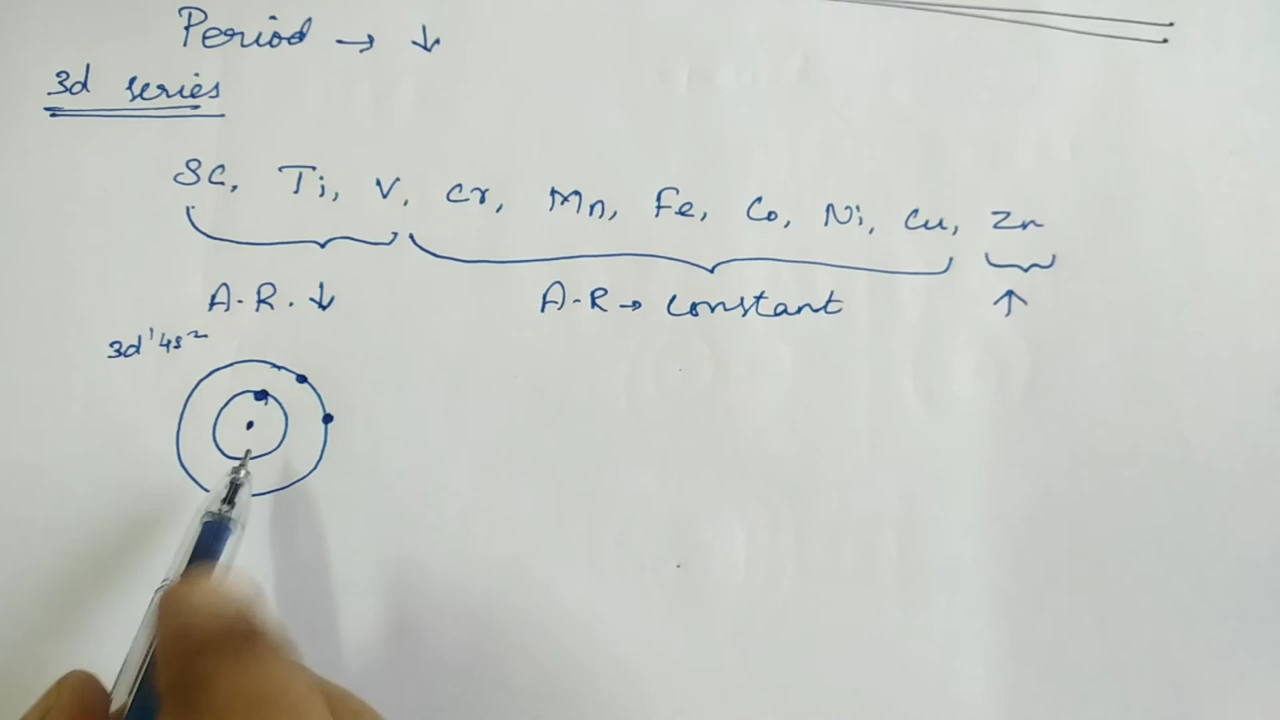 Period → ↓
3d series
Sc, Ti, V, Cr, Mn, Fe, Co, Ni, Cu, Zn
A.R. ↓ A-R → constant ↑
3d¹4s²